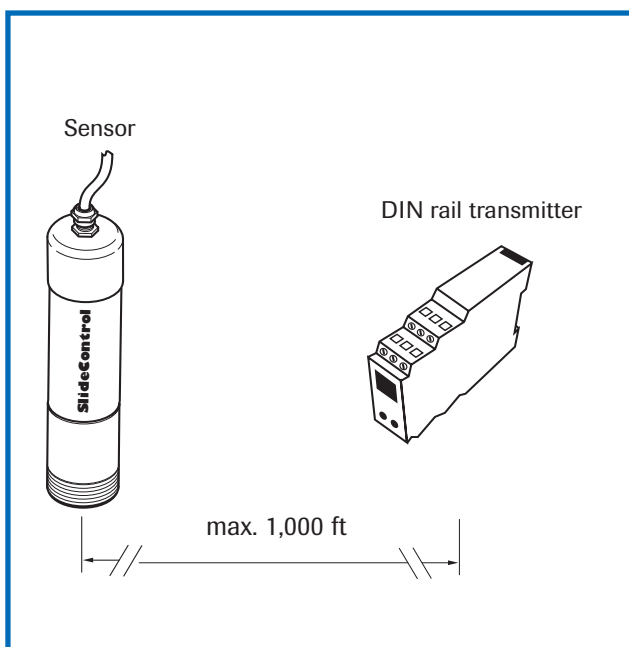 Sensor
DIN rail transmitter
SlideControl
max. 1,000 ft